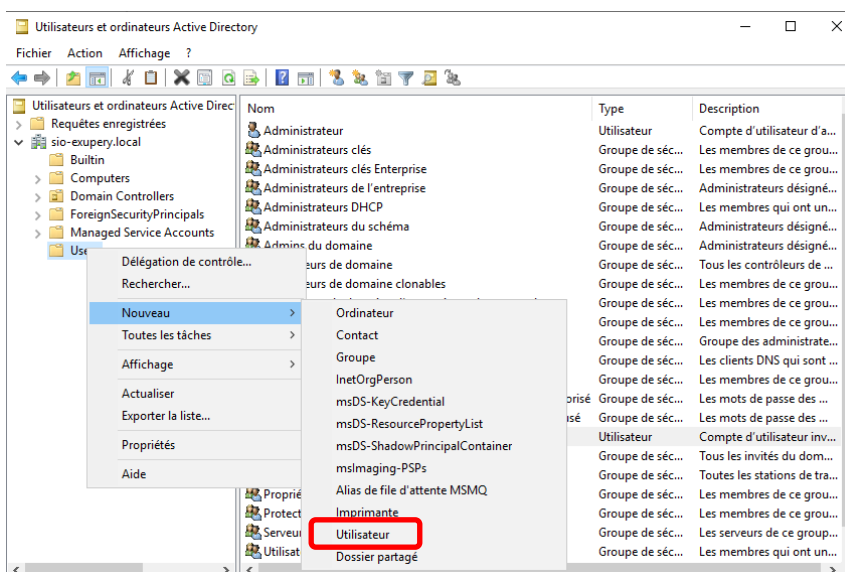 Utilisateurs et ordinateurs Active Directory
Fichier Action Affichage ?
Utilisateurs et ordinateurs Active Direc
Requêtes enregistrées
sio-exupery.local
Builtin
Computers
Domain Controllers
ForeignSecurityPrincipals
Managed Service Accounts
Use
Délégation de contrôle...
Rechercher...
Nouveau
Toutes les tâches
Affichage
Actualiser
Exporter la liste...
Propriétés
Aide
Ordinateur
Contact
Groupe
InetOrgPerson
msDS-KeyCredential
msDS-ResourcePropertyList
msDS-ShadowPrincipalContainer
msImaging-PSPs
Alias de file d'attente MSMQ
Imprimante
Utilisateur
Dossier partagé
Nom Type Description
Administrateur Utilisateur Compte d'utilisateur d'a...
Administrateurs clés Groupe de séc... Les membres de ce grou...
Administrateurs clés Enterprise Groupe de séc... Les membres de ce grou...
Administrateurs de l'entreprise Groupe de séc... Administrateurs désigné...
Administrateurs DHCP Groupe de séc... Les membres qui ont un...
Administrateurs du schéma Groupe de séc... Administrateurs désigné...
Admins du domaine Groupe de séc... Administrateurs désigné...
eurs de domaine Groupe de séc... Tous les contrôleurs de ...
eurs de domaine clonables Groupe de séc... Les membres de ce grou...
Groupe de séc... Les membres de ce grou...
Groupe de séc... Les membres de ce grou...
Groupe de séc... Groupe des administrate...
Groupe de séc... Les clients DNS qui sont ...
Groupe de séc... Les membres de ce grou...
orisé Groupe de séc... Les mots de passe des ...
usé Groupe de séc... Les mots de passe des ...
Utilisateur Compte d'utilisateur inv...
Groupe de séc... Tous les invités du dom...
Groupe de séc... Toutes les stations de tra...
Proprié Groupe de séc... Les membres de ce grou...
Protect Groupe de séc... Les membres de ce grou...
Serveu Groupe de séc... Les serveurs de ce group...
Utilisat Groupe de séc... Les membres qui ont un...